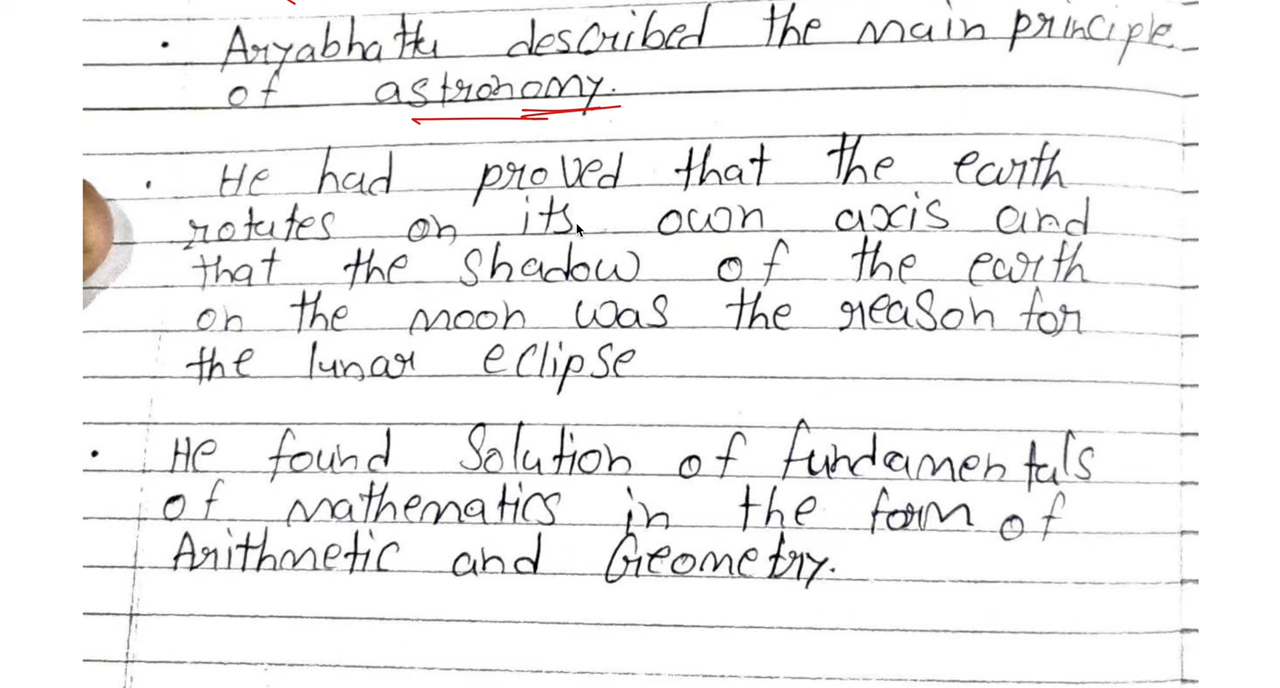 · Aryabhatta described the main principle
of astronomy.
· He had proved that the earth
rotates on its own axis and
that the shadow of the earth
on the moon was the reason for
the lunar eclipse
· He found Solution of fundamentals
of mathematics in the form of
Arithmetic and Geometry.